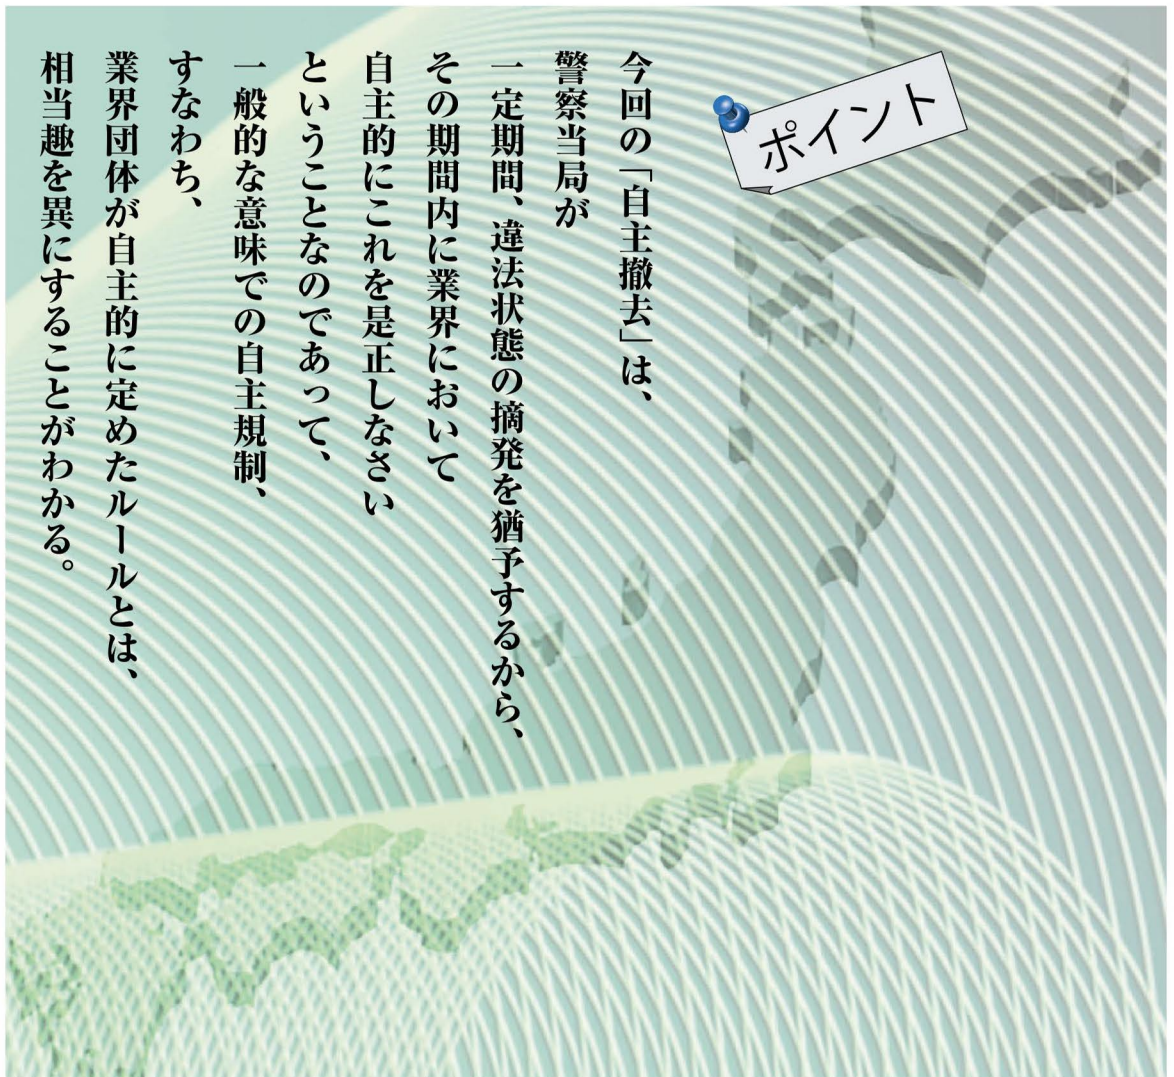 ポイント
今回の「自主撤去」は、
警察当局が
一定期間、違法状態の摘発を猶予するから、
その期間内に業界において
自主的にこれを是正しなさい
ということなのであって、
一般的な意味での自主規制、
すなわち、
業界団体が自主的に定めたルールとは、
相当趣を異にすることがわかる。